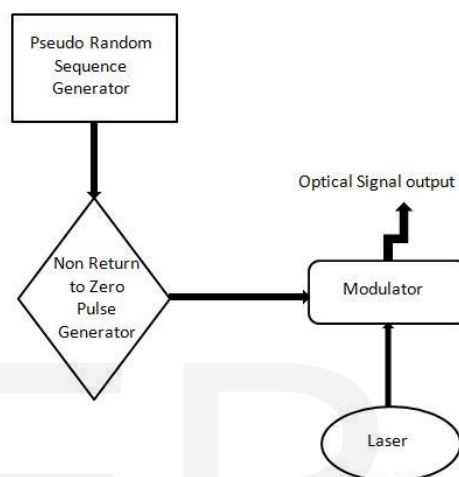 Pseudo Random
Sequence
Generator
Optical Signal output
Non Return
to Zero
Pulse
Generator
Modulator
Laser